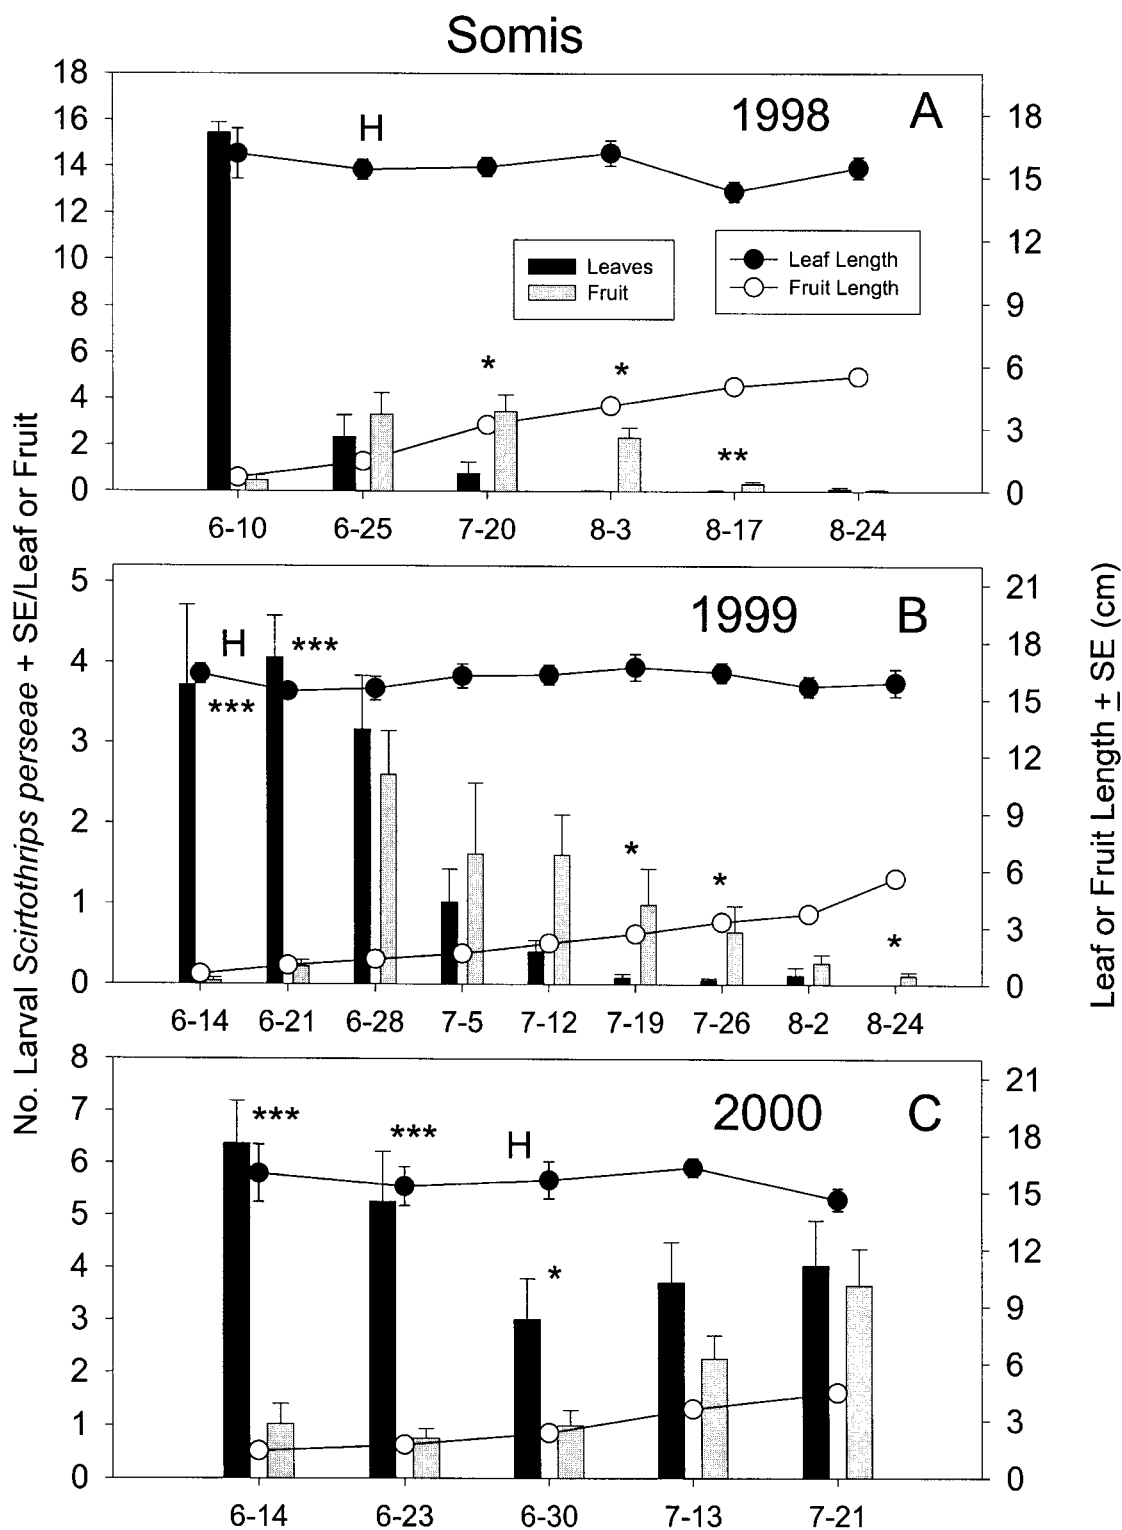 Somis
No. Larval Scirtothrips perseae + SE/Leaf or Fruit
Leaf or Fruit Length ± SE (cm)
1998 A
H
18
16
14
12
10
8
6
4
2
0
18
15
12
9
6
3
0
Leaves
Fruit
Leaf Length
Fruit Length
* * **
6-10 6-25 7-20 8-3 8-17 8-24
1999 B
H
*** ***
5
4
3
2
1
0
21
18
15
12
9
6
3
0
* * *
6-14 6-21 6-28 7-5 7-12 7-19 7-26 8-2 8-24
2000 C
*** *** H
*
8
7
6
5
4
3
2
1
0
21
18
15
12
9
6
3
0
6-14 6-23 6-30 7-13 7-21